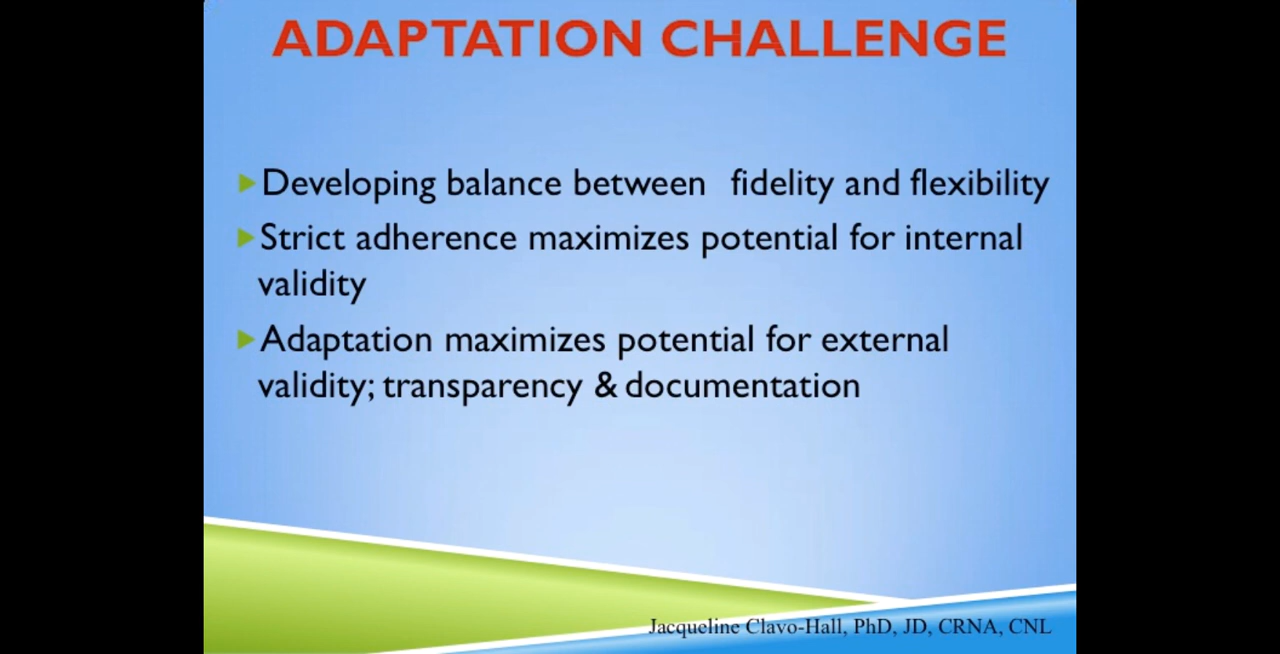 ADAPTATION CHALLENGE
Developing balance between fidelity and flexibility
Strict adherence maximizes potential for internal
validity
Adaptation maximizes potential for external
validity; transparency & documentation
Jacqueline Clavo-Hall, PhD, JD, CRNA, CNL